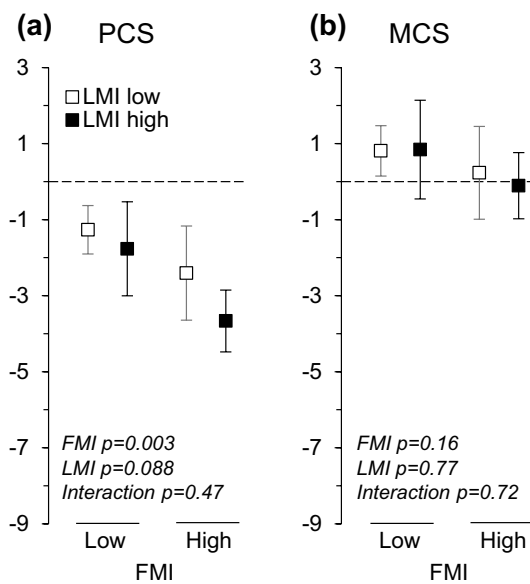 (a) PCS
3
1
-1
-3
-5
-7
-9
LMI low
LMI high
FMI p=0.003
LMI p=0.088
Interaction p=0.47
Low High
FMI
(b) MCS
3
1
-1
-3
-5
-7
-9
FMI p=0.16
LMI p=0.77
Interaction p=0.72
Low High
FMI